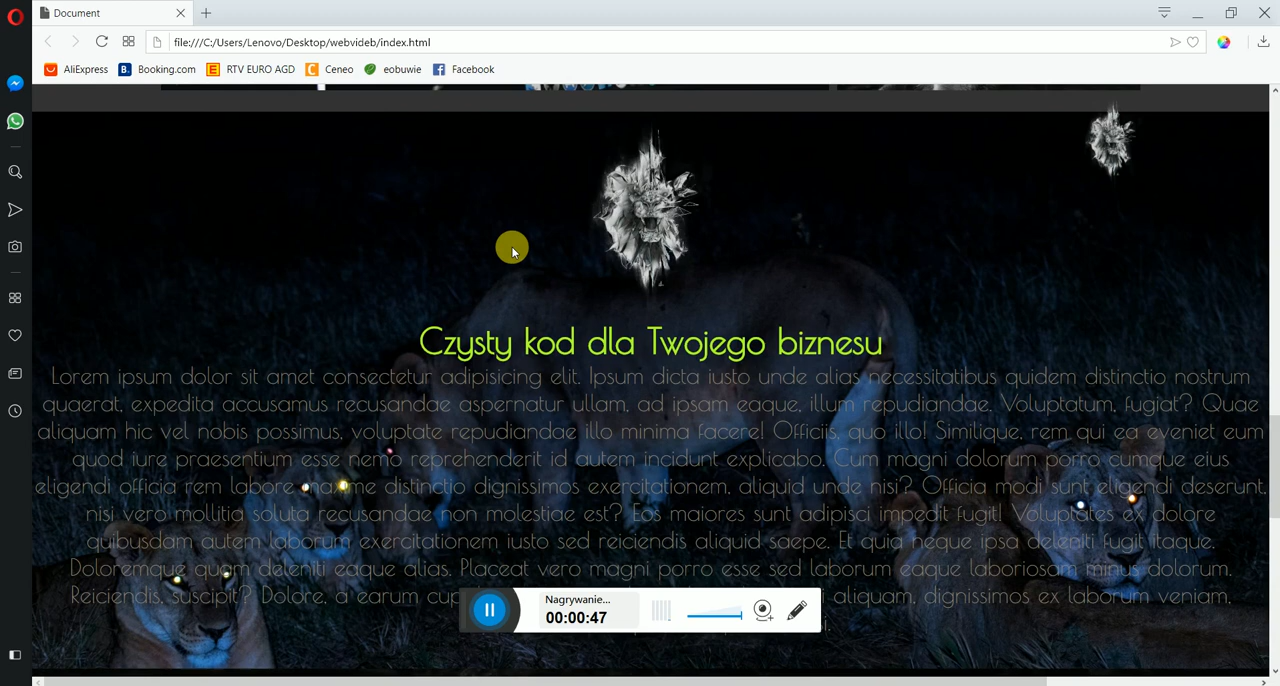 Document
file:///C:/Users/Lenovo/Desktop/webvideb/index.html
AliExpress
B. Booking.com
RTV EURO AGD
Ceneo
eobuwie
Facebook
Czysty kod dla Twojego biznesu
Lorem ipsum dolor sit amet consectetur adipisicing elit. Ipsum dicta iusto unde alias necessitatibus quidem distinctio nostrum
quaerat, expedita accusamus recusandae aspernatur ullam, ad ipsam eaque, illum repudiandae. Voluptatum, fugiat? Quae
aliquam hic vel nobis possimus, voluptate repudiandae illo minima facere! Officiis, quo illo! Similique, rem qui ea eveniet eum
quod iure praesentium esse nemo reprehenderit id autem incidunt explicabo. Cum magni dolorum porro cumque eius
eligendi officia rem labore maxime distinctio dignissimos exercitationem, aliquid unde nisi? Officia modi sunt eligendi deserunt,
nisi vero mollitia soluta recusandae non molestiae est? Eos maiores sunt adipisci impedit fugit! Voluptates ex dolore
quibusdam autem laborum exercitationem iusto sed reiciendis aliquid saepe. Et quia neque ipsa deleniti fugit itaque.
Doloremque quam deleniti eaque alias. Placeat vero magni porro esse sed laborum eaque laboriosam minus dolorum.
Reiciendis, suscipit? Dolore, a earum aliquam, dignissimos ex laborum veniam,
Nagrywanie...
00:00:47